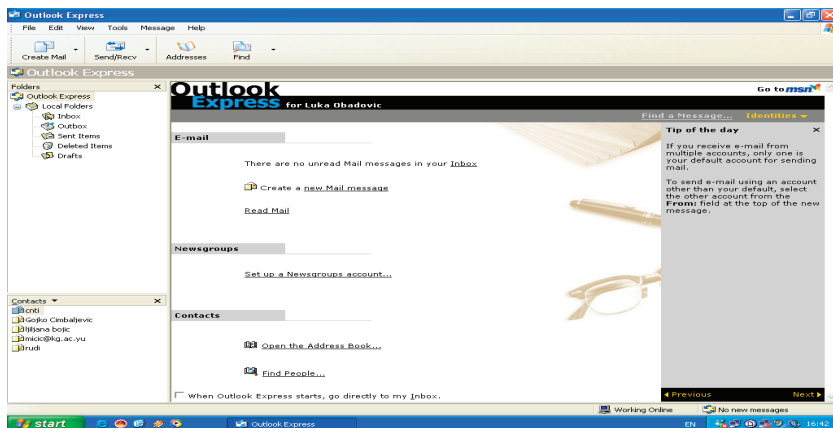 Outlook Express
File Edit View Tools Message Help
Create Mail Send/Recv Addresses Find
Outlook Express
Folders
Outlook Express
Local Folders
Inbox
Outbox
Sent Items
Deleted Items
Drafts
Contacts
cnti
Gojko Cimbaljevic
ljiljana bojic
micic@kg.ac.yu
rudi
Outlook
Express for Luka Obadovic
Go to msn
Find a Message... Identities
E-mail
There are no unread Mail messages in your Inbox
Create a new Mail message
Read Mail
Newsgroups
Set up a Newsgroups account...
Contacts
Open the Address Book...
Find People...
When Outlook Express starts, go directly to my Inbox.
Tip of the day
If you receive e-mail from
multiple accounts, only one is
your default account for sending
mail.
To send e-mail using an account
other than your default, select
the other account from the
From: field at the top of the new
message.
Previous Next
Working Online No new messages
start Outlook Express EN 16:42